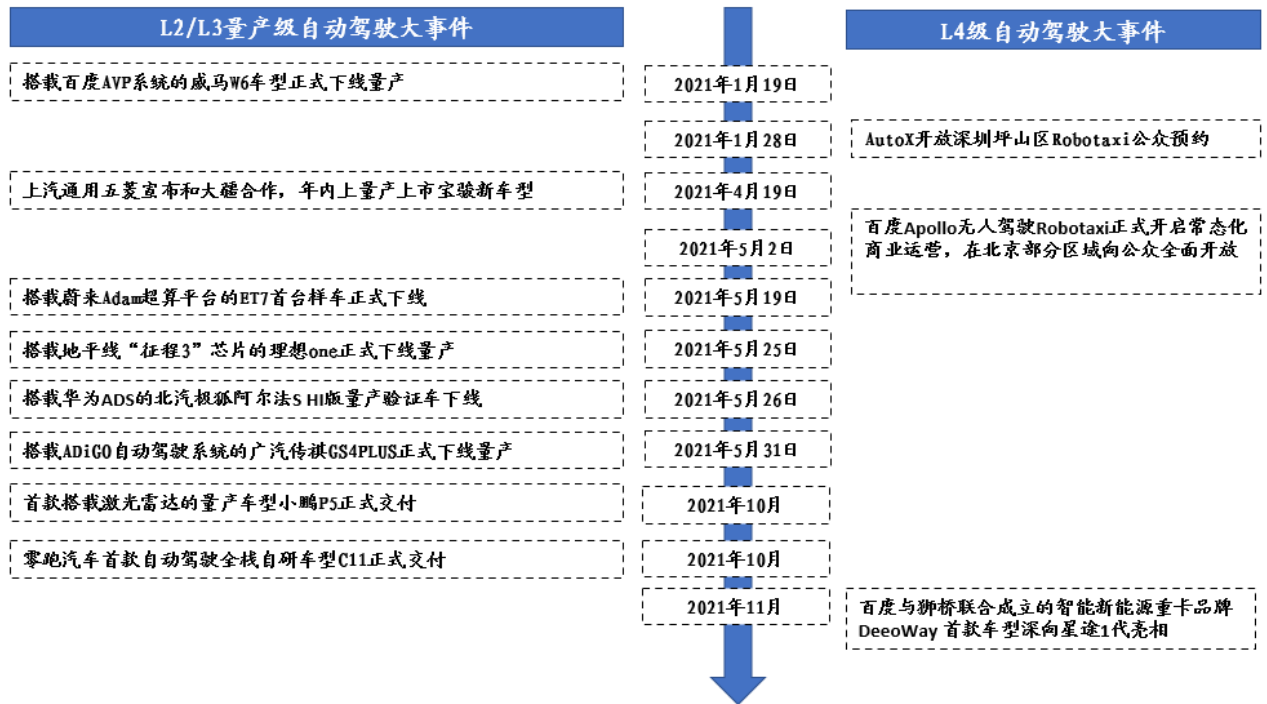 L2/L3量产级自动驾驶大事件
L4级自动驾驶大事件
搭载百度AVP系统的威马W6车型正式下线量产
2021年1月19日
2021年1月28日
AutoX开放深圳坪山区Robotaxi公众预约
上汽通用五菱宣布和大疆合作，年内上量产上市宝骏新车型
2021年4月19日
2021年5月2日
百度Apollo无人驾驶Robotaxi正式开启常态化
商业运营，在北京部分区域向公众全面开放
搭载蔚来Adam超算平台的ET7首台样车正式下线
2021年5月19日
搭载地平线“征程3”芯片的理想one正式下线量产
2021年5月25日
搭载华为ADS的北汽极狐阿尔法S HI版量产验证车下线
2021年5月26日
搭载ADiGO自动驾驶系统的广汽传祺GS4PLUS正式下线量产
2021年5月31日
首款搭载激光雷达的量产车型小鹏P5正式交付
2021年10月
零跑汽车首款自动驾驶全栈自研车型C11正式交付
2021年10月
2021年11月
百度与狮桥联合成立的智能新能源重卡品牌
DeeoWay 首款车型深向星途1代亮相